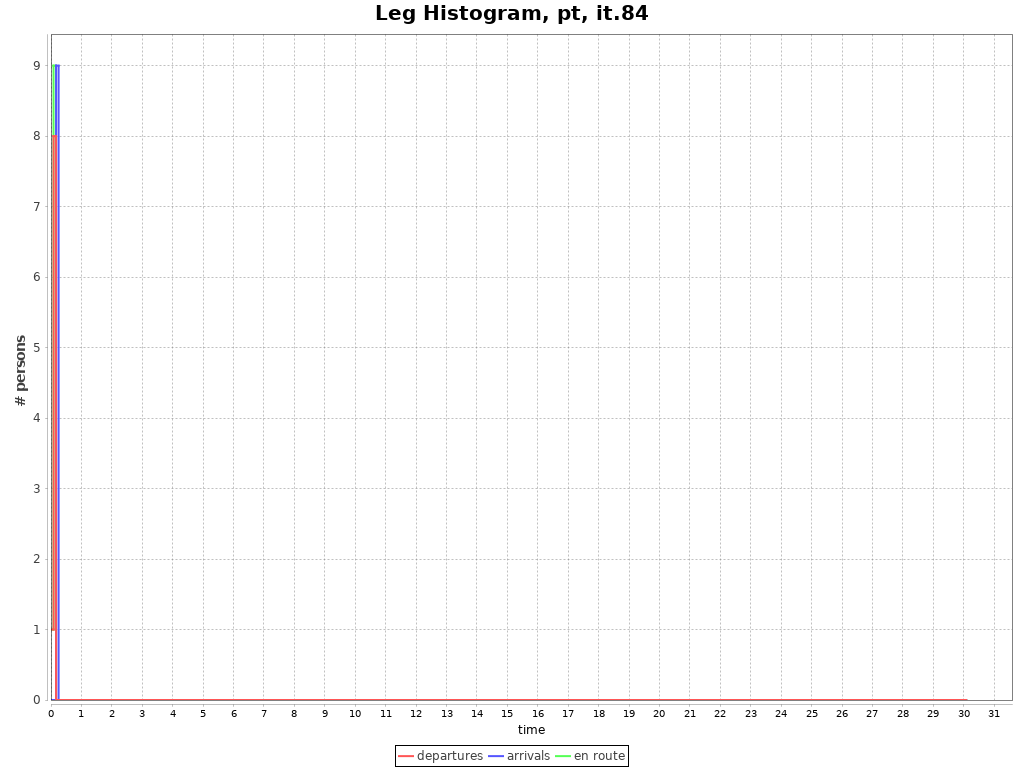 Leg Histogram, pt, it.84
# persons
9
8
7
6
5
4
3
2
1
0
0 1 2 3 4 5 6 7 8 9 10 11 12 13 14 15 16 17 18 19 20 21 22 23 24 25 26 27 28 29 30 31
time
departures arrivals en route